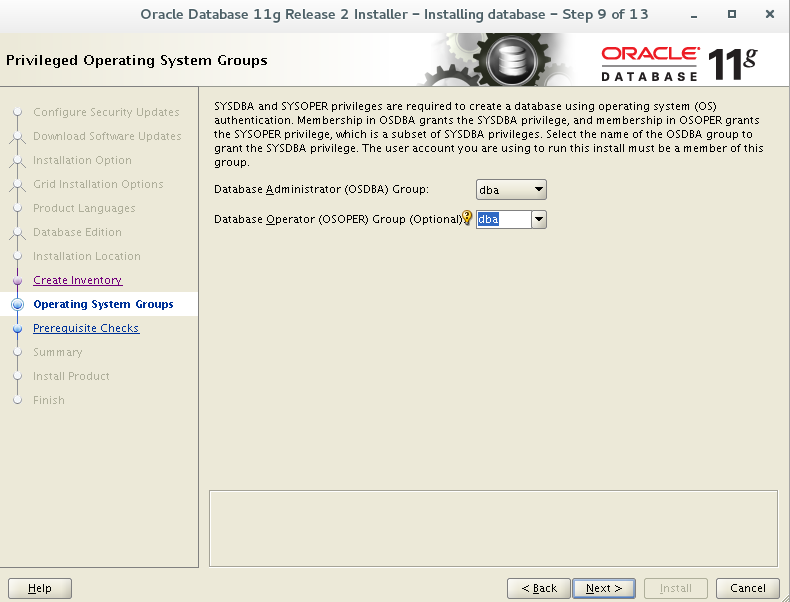 Oracle Database 11g Release 2 Installer – Installing database – Step 9 of 13
Privileged Operating System Groups
ORACLE
DATABASE
11g
Configure Security Updates
Download Software Updates
Installation Option
Grid Installation Options
Product Languages
Database Edition
Installation Location
Create Inventory
Operating System Groups
Prerequisite Checks
Summary
Install Product
Finish
SYSDBA and SYSOPER privileges are required to create a database using operating system (OS)
authentication. Membership in OSDBA grants the SYSDBA privilege, and membership in OSOPER grants
the SYSOPER privilege, which is a subset of SYSDBA privileges. Select the name of the OSDBA group to
grant the SYSDBA privilege. The user account you are using to run this install must be a member of this
group.
Database Administrator (OSDBA) Group: dba
Database Operator (OSOPER) Group (Optional) dba
Help
< Back
Next >
Install
Cancel